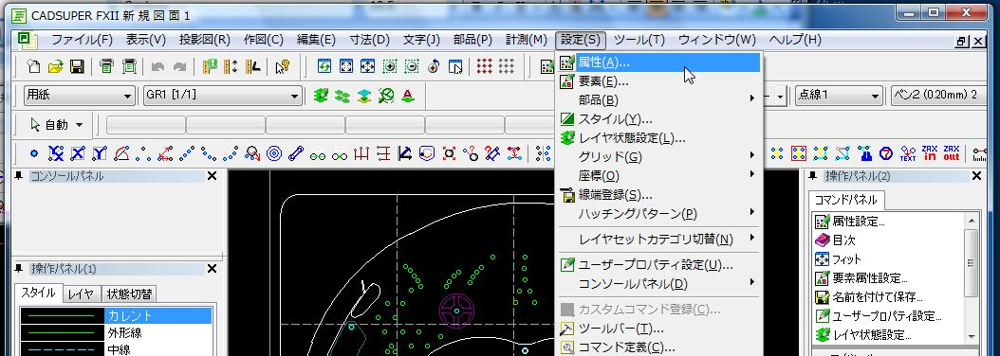 CADSUPER FXII 新 規 図 面 1
ファイル(F) 表示(V) 投影図(R) 作図(C) 編集(E) 寸法(D) 文字(J) 部品(P) 計測(M) 設定(S) ツール(T) ウィンドウ(W) ヘルプ(H)
用紙 GR1 [1/1] 点線1 ペン2 (0.20mm) 2
自動
TEXT ZAX in ZAX out
コンソールパネル
操作パネル(1)
スタイル レイヤ 状態切替
カレント
外形線
中線
属性(A)...
要素(E)...
部品(B)
スタイル(Y)...
レイヤ状態設定(L)...
グリッド(G)
座標(O)
線端登録(S)...
ハッチングパターン(P)
レイヤセットカテゴリ切替(N)
ユーザープロパティ設定(U)...
コンソールパネル(D)
カスタムコマンド登録(C)...
ツールバー(T)...
コマンド定義(C)...
操作パネル(2)
コマンドパネル
属性設定...
目次
フィット
要素属性設定...
名前を付けて保存...
ユーザープロパティ設定...
レイヤ状態設定...